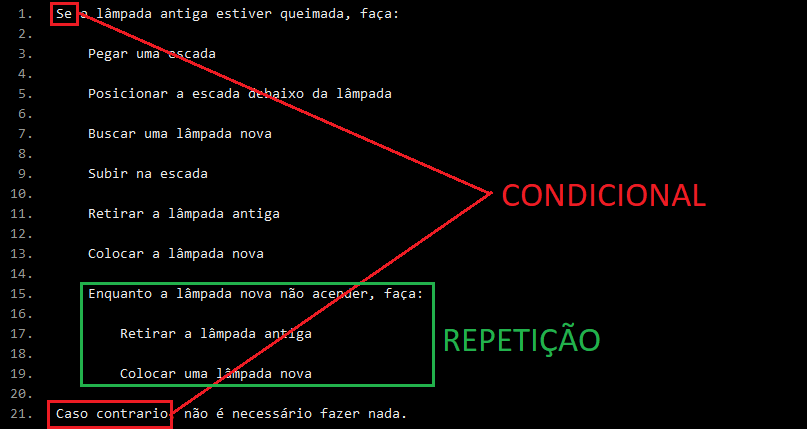 1. Se a lâmpada antiga estiver queimada, faça:
2.
3. Pegar uma escada
4.
5. Posicionar a escada debaixo da lâmpada
6.
7. Buscar uma lâmpada nova
8.
9. Subir na escada
10.
CONDICIONAL
11. Retirar a lâmpada antiga
12.
13. Colocar a lâmpada nova
14.
15. Enquanto a lâmpada nova não acender, faça:
16.
17. Retirar a lâmpada antiga
REPETIÇÃO
18.
19. Colocar uma lâmpada nova
20.
21. Caso contrario, não é necessário fazer nada.